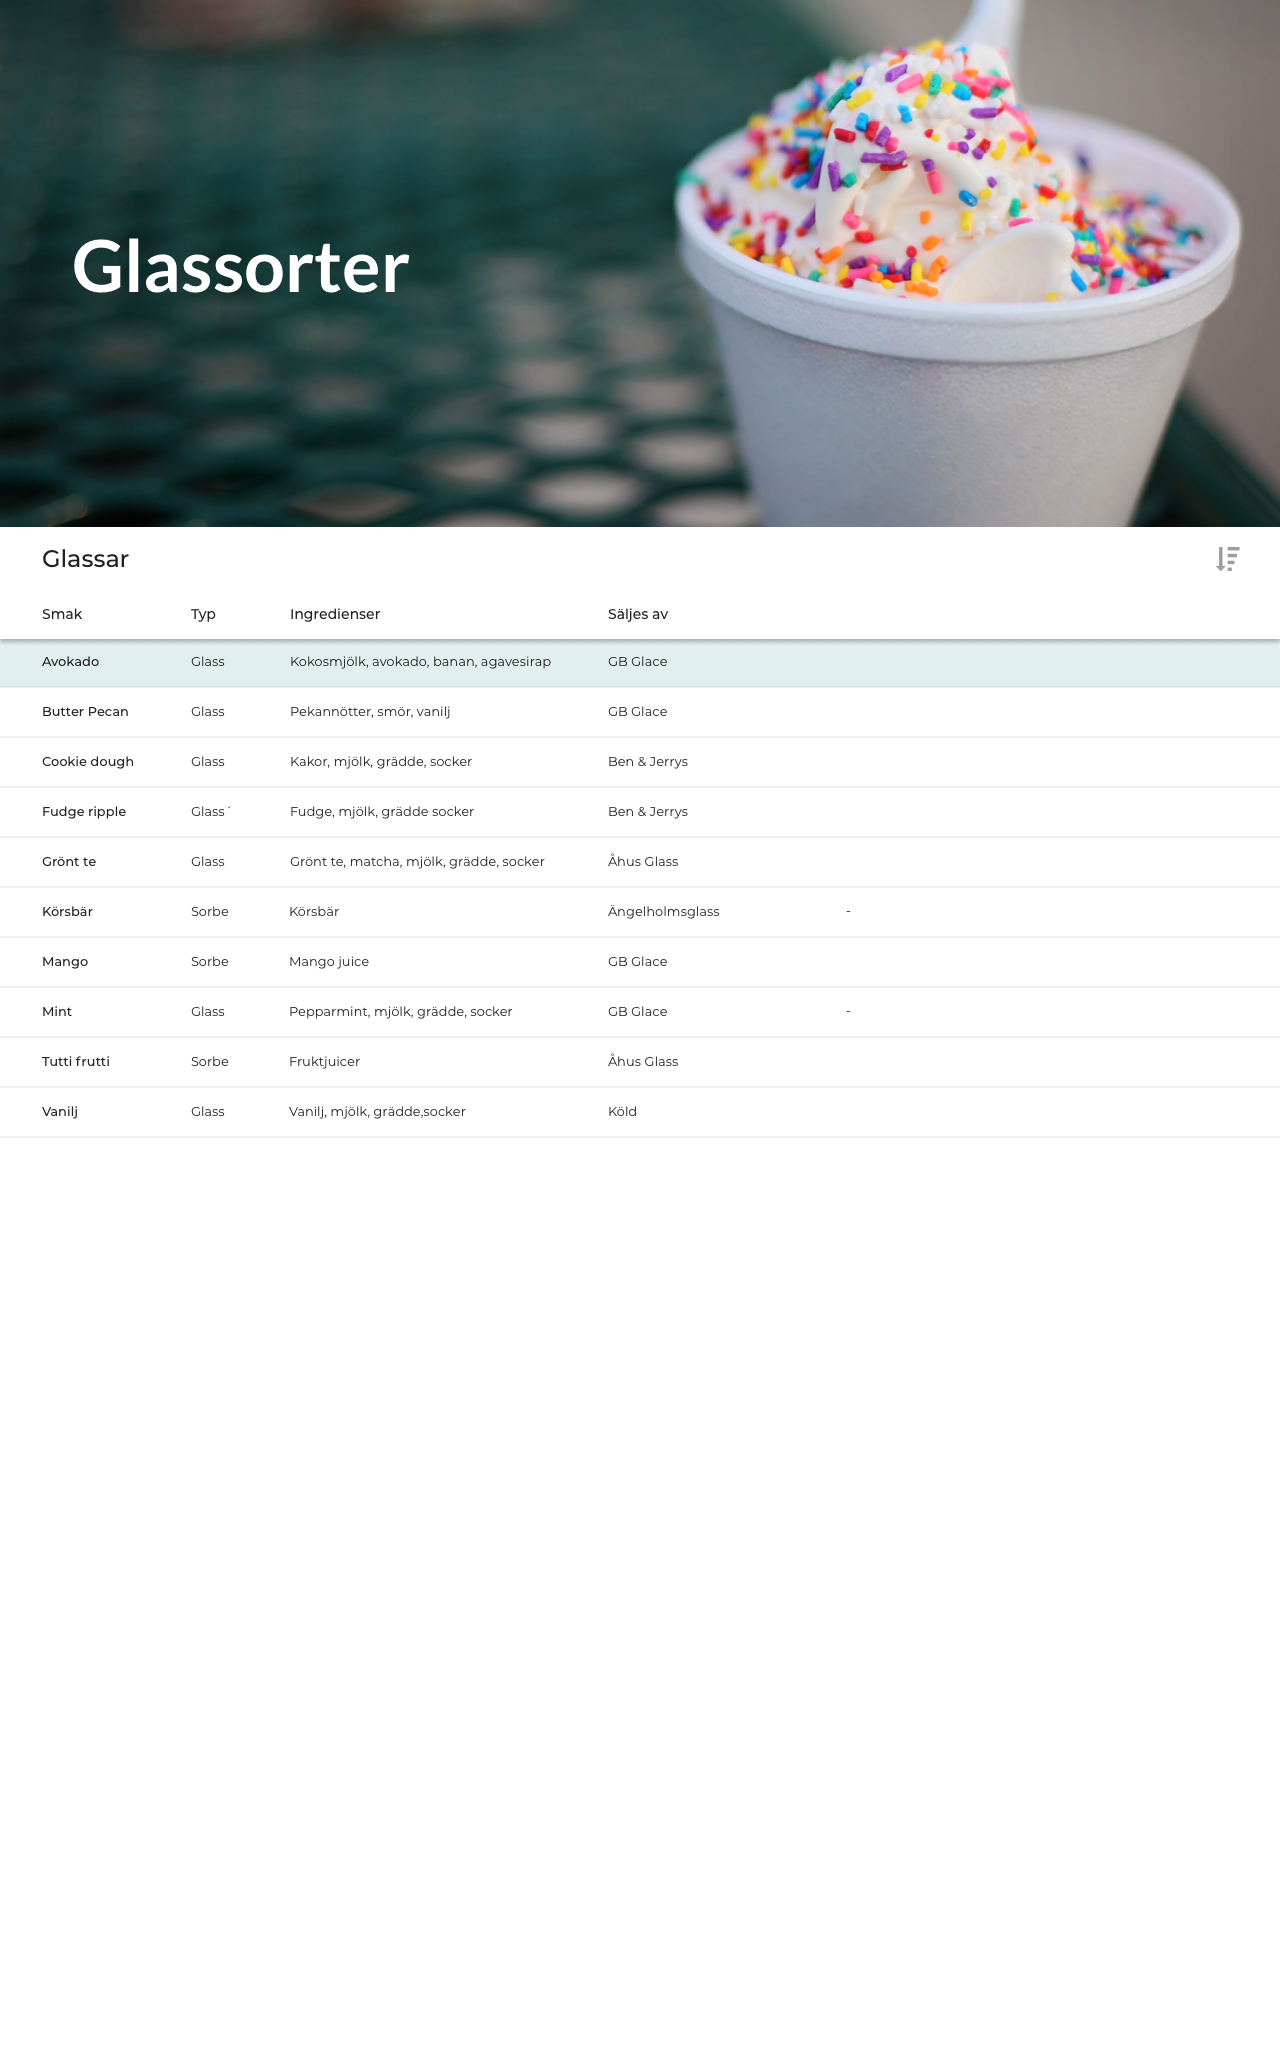 Glassorter
Glassar
Smak Typ Ingredienser Säljes av
Avokado Glass Kokosmjölk, avokado, banan, agavesirap GB Glace
Butter Pecan Glass Pekannötter, smör, vanilj GB Glace
Cookie dough Glass Kakor, mjölk, grädde, socker Ben & Jerrys
Fudge ripple Glass´ Fudge, mjölk, grädde socker Ben & Jerrys
Grönt te Glass Grönt te, matcha, mjölk, grädde, socker Åhus Glass
Körsbär Sorbe Körsbär Ängelholmsglass -
Mango Sorbe Mango juice GB Glace
Mint Glass Pepparmint, mjölk, grädde, socker GB Glace -
Tutti frutti Sorbe Fruktjuicer Åhus Glass
Vanilj Glass Vanilj, mjölk, grädde,socker Köld